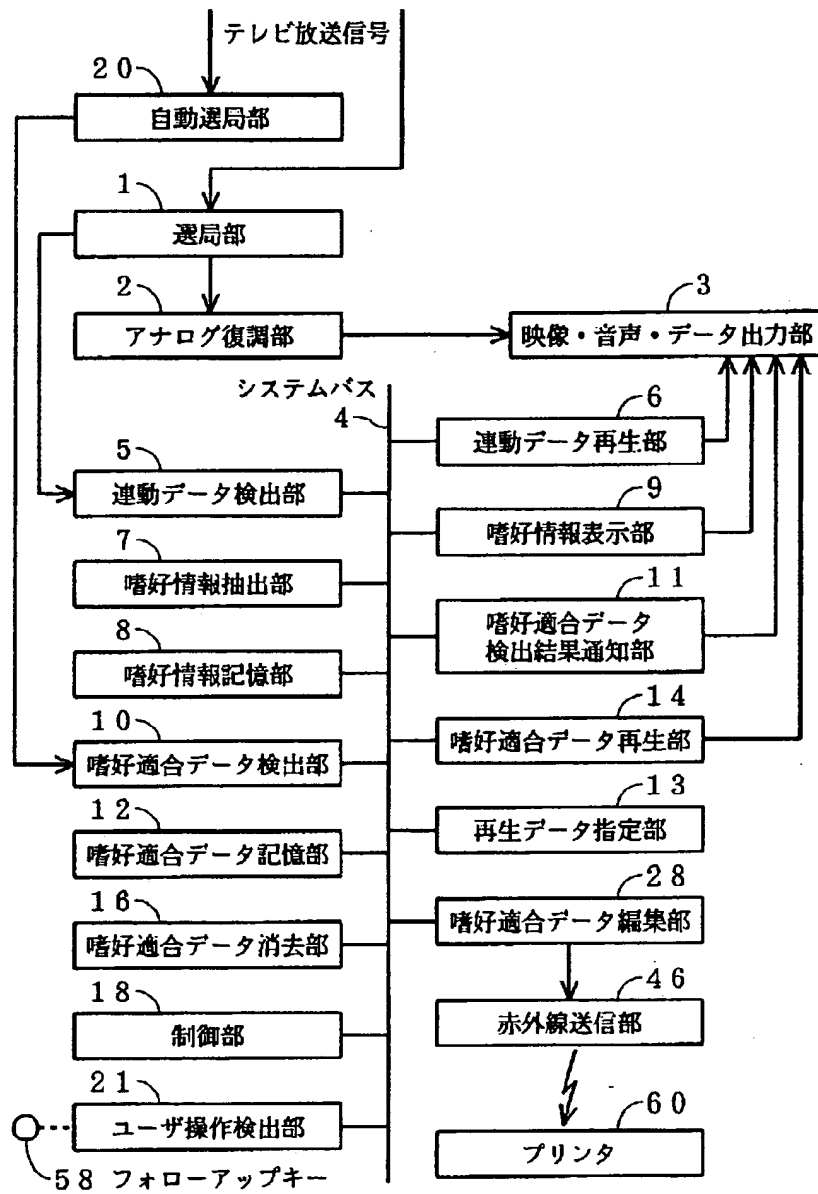 テレビ放送信号
20
自動選局部
1
選局部
2
アナログ復調部
3
映像・音声・データ出力部
システムバス
4
5
連動データ検出部
6
連動データ再生部
7
嗜好情報抽出部
9
嗜好情報表示部
8
嗜好情報記憶部
11
嗜好適合データ
検出結果通知部
10
嗜好適合データ検出部
14
嗜好適合データ再生部
12
嗜好適合データ記憶部
13
再生データ指定部
16
嗜好適合データ消去部
28
嗜好適合データ編集部
18
制御部
46
赤外線送信部
21
ユーザ操作検出部
60
プリンタ
58 フォローアップキー